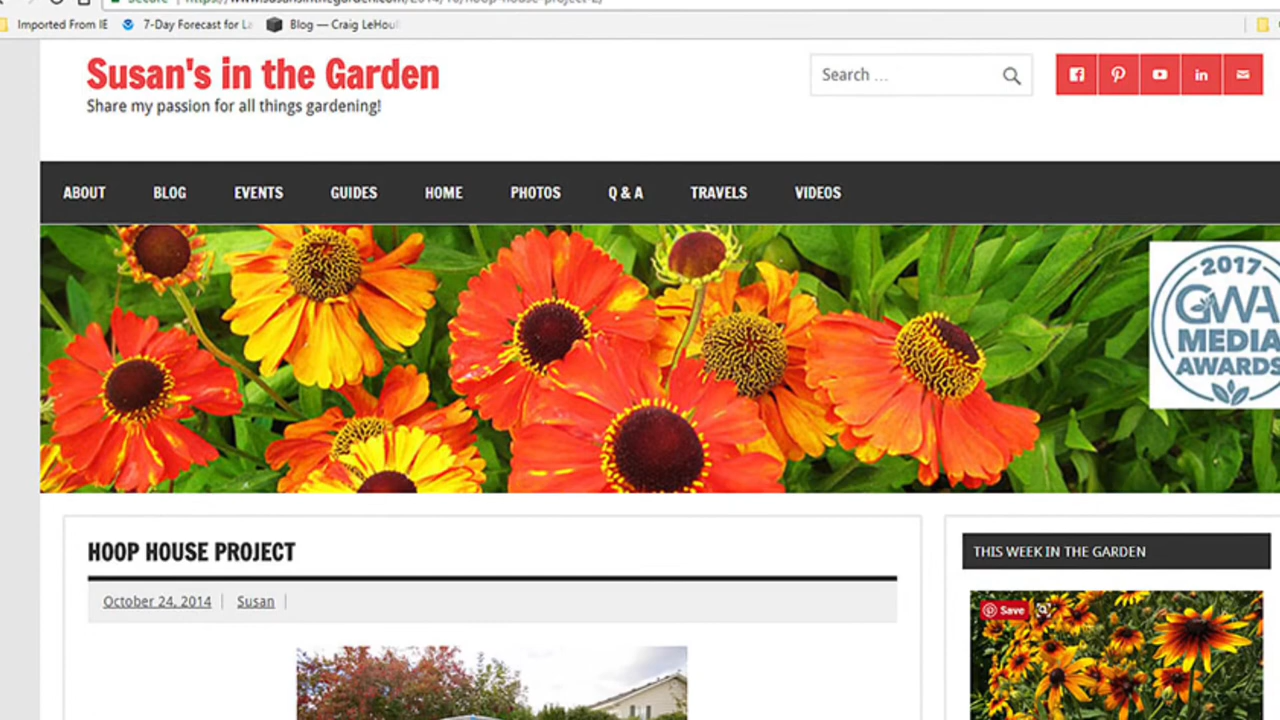 Imported From IE
7-Day Forecast for La
Blog — Craig LeHoul
Susan's in the Garden
Share my passion for all things gardening!
Search ...
ABOUT
BLOG
EVENTS
GUIDES
HOME
PHOTOS
Q & A
TRAVELS
VIDEOS
2017
GWA
MEDIA
AWARDS
HOOP HOUSE PROJECT
October 24, 2014
Susan
THIS WEEK IN THE GARDEN
Save